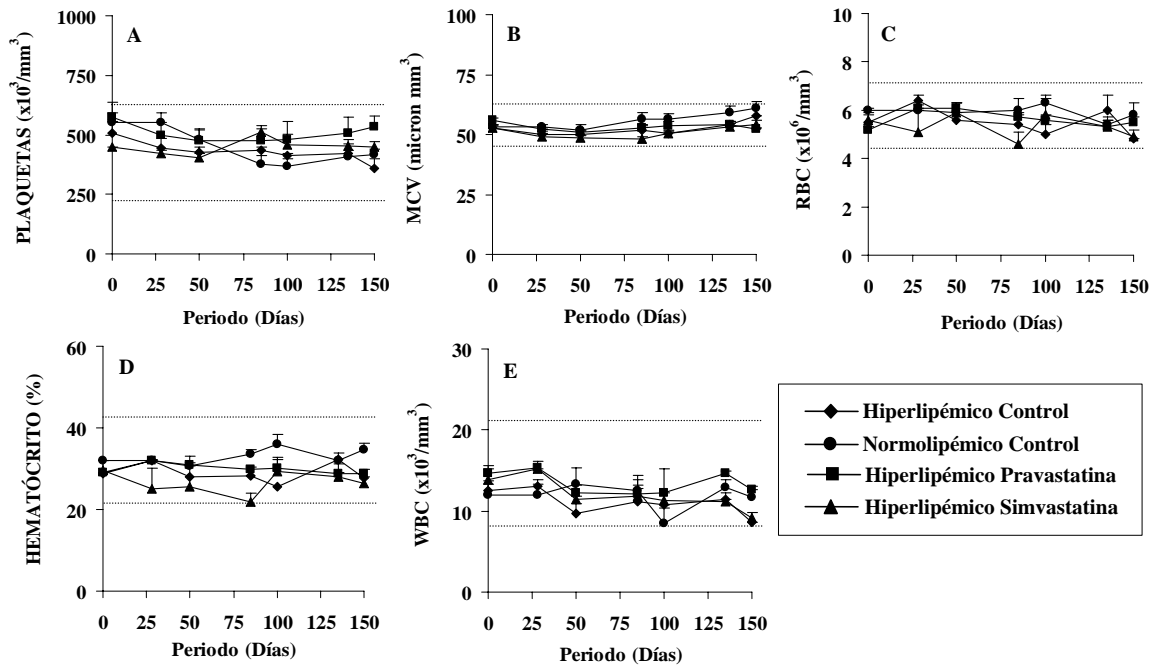 A
PLAQUETAS (x10³/mm³)
1000
750
500
250
0
0 25 50 75 100 125 150
Periodo (Días)
B
MCV (micron mm³)
100
75
50
25
0
0 25 50 75 100 125 150
Periodo (Días)
C
RBC (x10⁶/mm³)
10
8
6
4
2
0
0 25 50 75 100 125 150
Periodo (Días)
D
HEMATÓCRITO (%)
60
40
20
0
0 25 50 75 100 125 150
Periodo (Días)
E
WBC (x10³/mm³)
30
20
10
0
0 25 50 75 100 125 150
Periodo (Días)
Hiperlipémico Control
Normolipémico Control
Hiperlipémico Pravastatina
Hiperlipémico Simvastatina